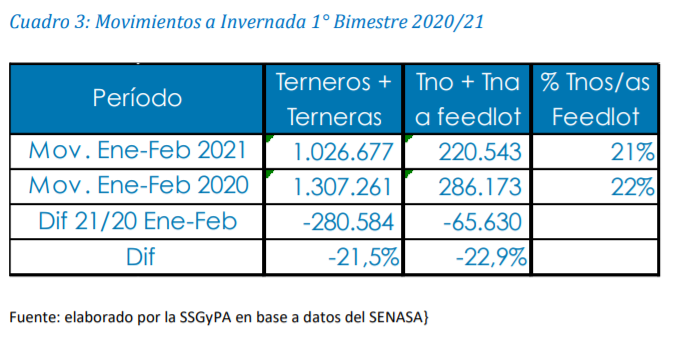 Cuadro 3: Movimientos a Invernada 1° Bimestre 2020/21
Período Terneros + Terneras Tno + Tna a feedlot % Tnos/as Feedlot
Mov. Ene-Feb 2021 1.026.677 220.543 21%
Mov. Ene-Feb 2020 1.307.261 286.173 22%
Dif 21/20 Ene-Feb -280.584 -65.630
Dif -21,5% -22,9%
Fuente: elaborado por la SSGyPA en base a datos del SENASA}